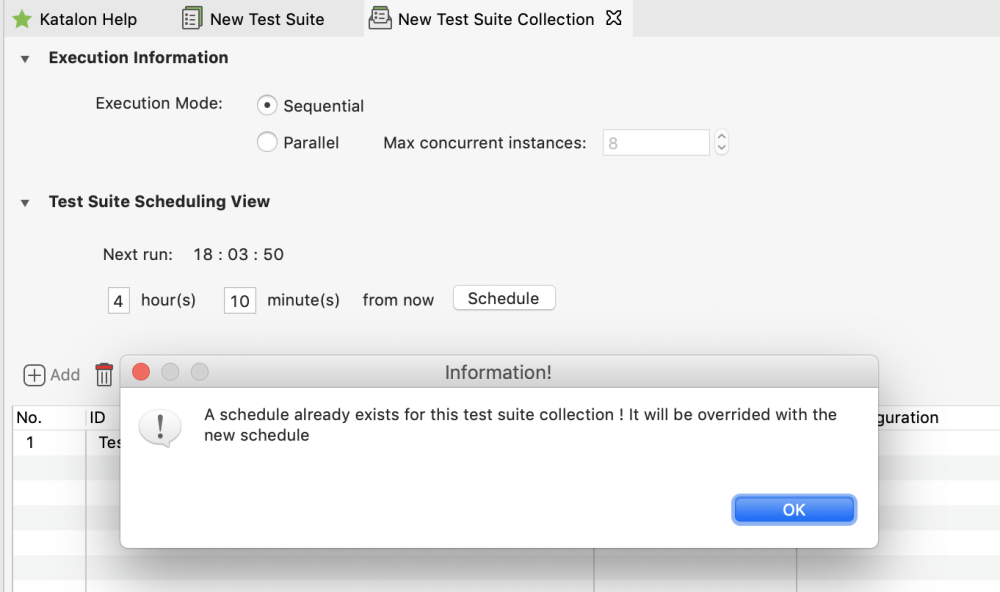 Katalon Help New Test Suite New Test Suite Collection
Execution Information
Execution Mode: Sequential
Parallel Max concurrent instances: 8
Test Suite Scheduling View
Next run: 18 : 03 : 50
4 hour(s) 10 minute(s) from now Schedule
Add
Information!
A schedule already exists for this test suite collection ! It will be overrided with the
new schedule
OK
No. ID
1